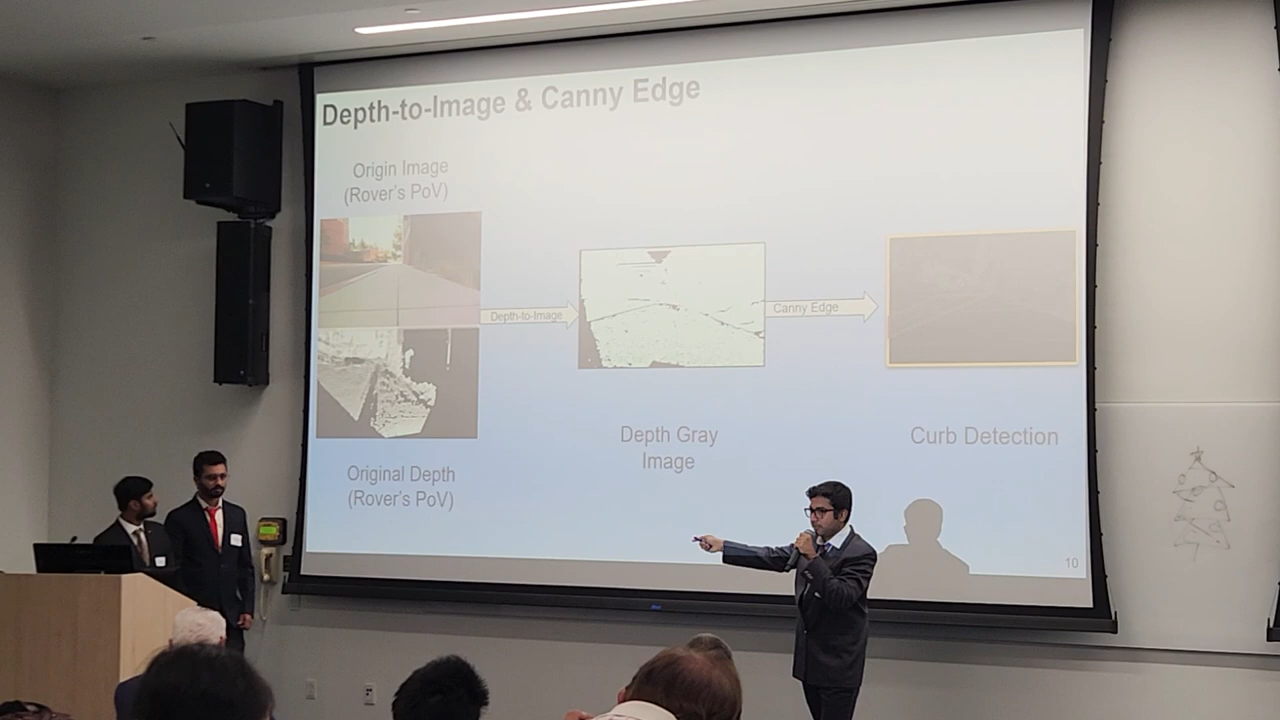 Depth-to-Image & Canny Edge
Origin Image
(Rover's PoV)
Depth-to-Image
Canny Edge
Depth Gray
Image
Curb Detection
Original Depth
(Rover's PoV)
10